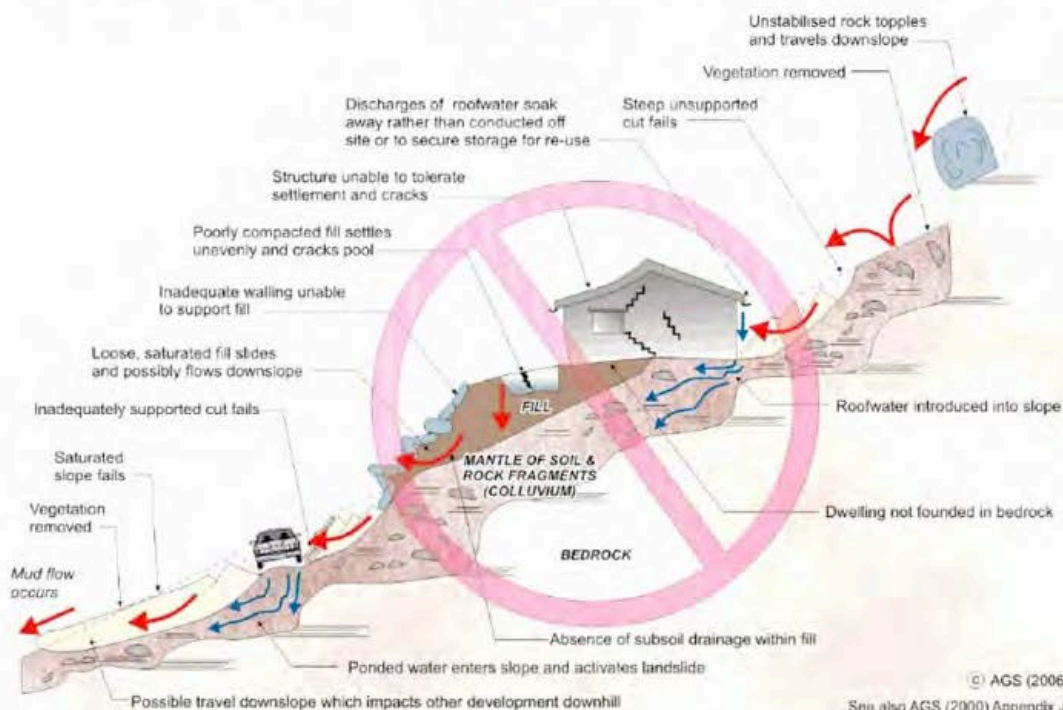 Unstabilised rock topples
and travels downslope
Vegetation removed
Discharges of roofwater soak
away rather than conducted off
site or to secure storage for re-use
Steep unsupported
cut fails
Structure unable to tolerate
settlement and cracks
Poorly compacted fill settles
unevenly and cracks pool
Inadequate walling unable
to support fill
Loose, saturated fill slides
and possibly flows downslope
Inadequately supported cut fails
Roofwater introduced into slope
Saturated
slope fails
Vegetation
removed
Mud flow
occurs
FILL
MANTLE OF SOIL &
ROCK FRAGMENTS
(COLLUVIUM)
Dwelling not founded in bedrock
BEDROCK
Absence of subsoil drainage within fill
Ponded water enters slope and activates landslide
Possible travel downslope which impacts other development downhill
© AGS (2006
See also AGS (2000) Appendix